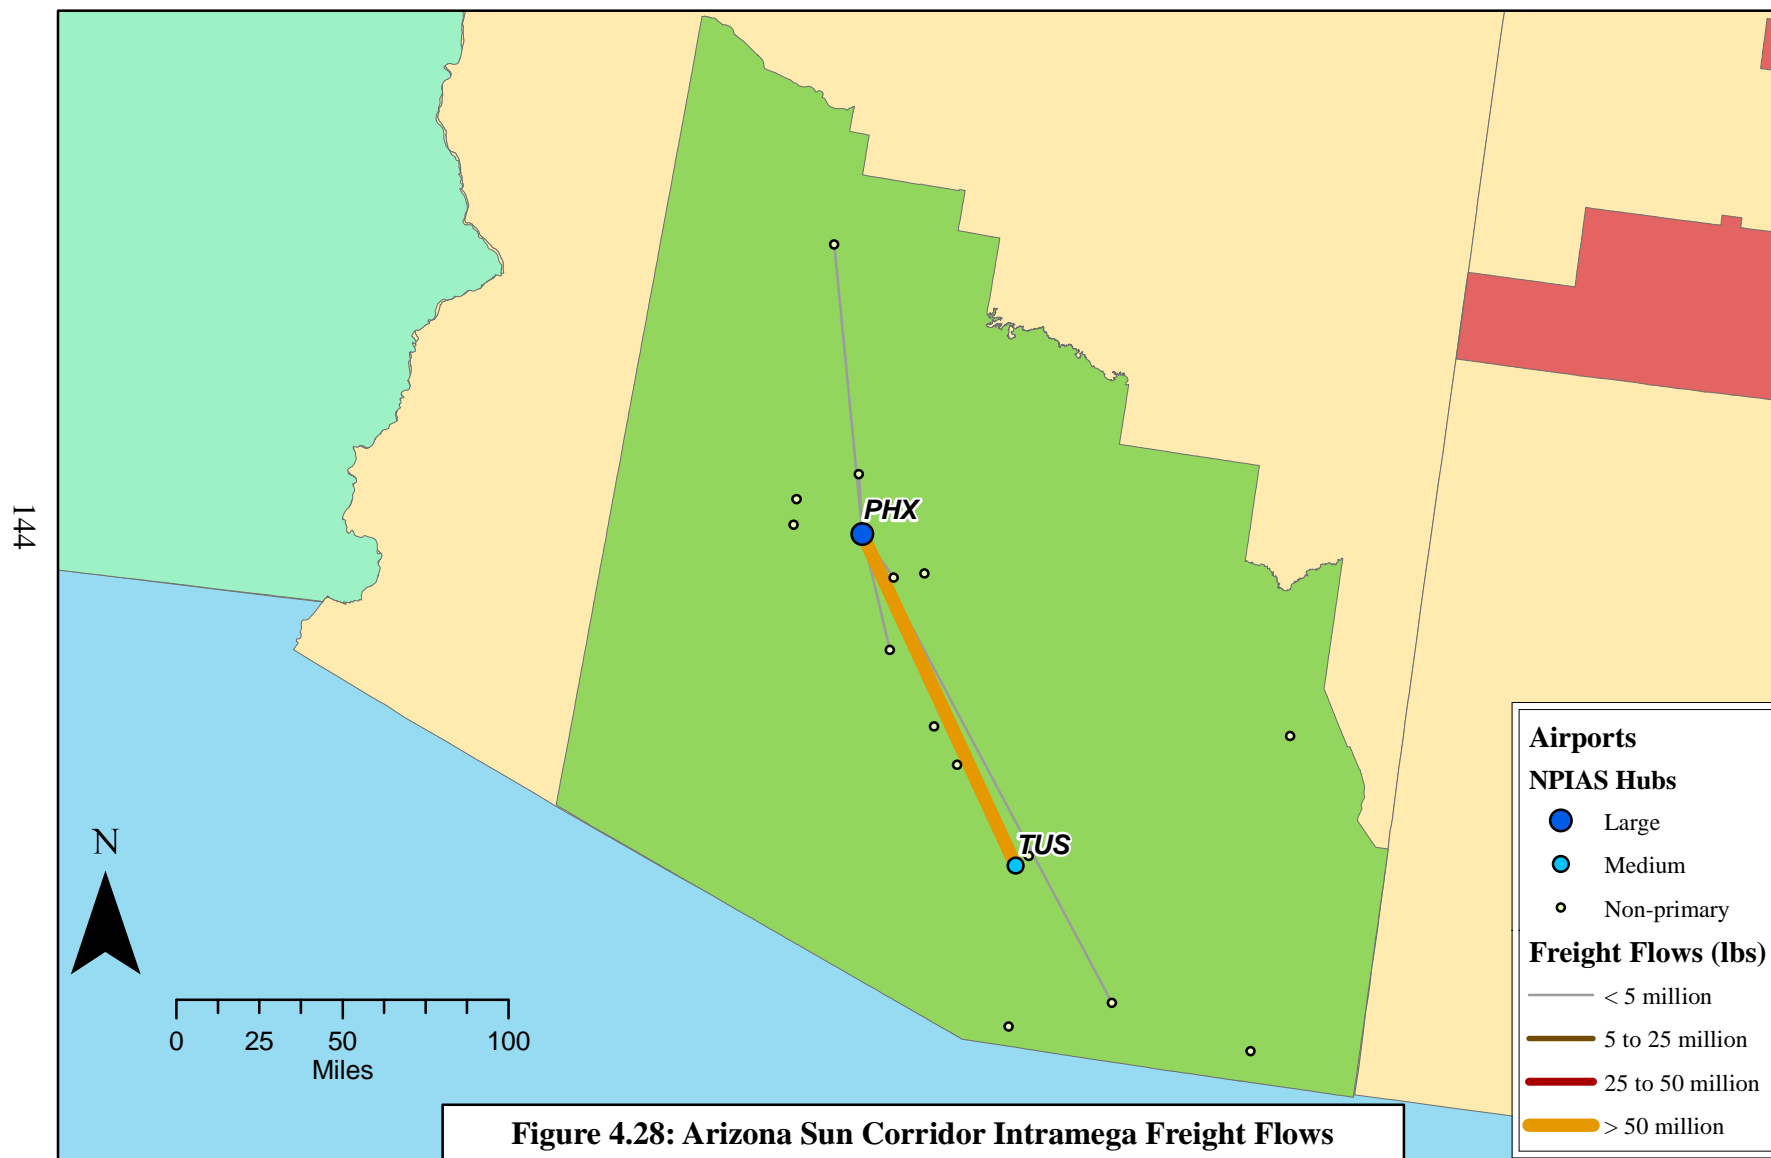 144
PHX
TUS
N
0 25 50 100
Miles
Airports
NPIAS Hubs
Large
Medium
Non-primary
Freight Flows (lbs)
< 5 million
5 to 25 million
25 to 50 million
> 50 million
Figure 4.28: Arizona Sun Corridor Intramega Freight Flows